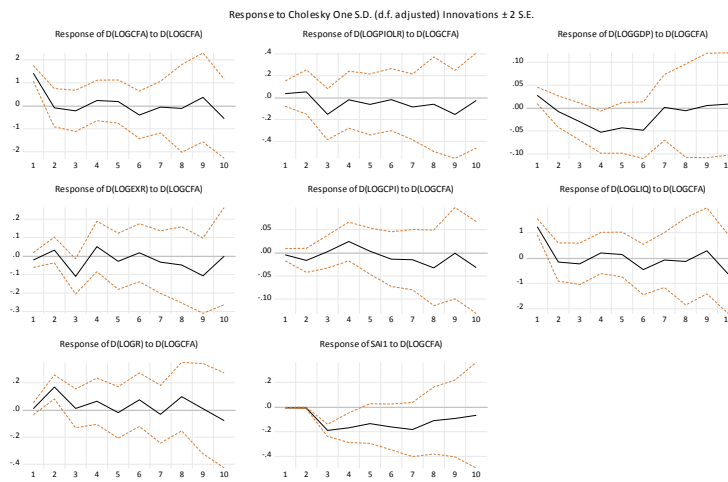 Response to Cholesky One S.D. (d.f. adjusted) Innovations ± 2 S.E.
Response of D(LOGCFA) to D(LOGCFA)
2
1
0
-1
-2
1 2 3 4 5 6 7 8 9 10
Response of D(LOGPIOLR) to D(LOGCFA)
.4
.2
.0
-.2
-.4
1 2 3 4 5 6 7 8 9 10
Response of D(LOGGDP) to D(LOGCFA)
.10
.05
.00
-.05
-.10
1 2 3 4 5 6 7 8 9 10
Response of D(LOGEXR) to D(LOGCFA)
.2
.1
.0
-.1
-.2
-.3
1 2 3 4 5 6 7 8 9 10
Response of D(LOGCPI) to D(LOGCFA)
.05
.00
.05
.10
1 2 3 4 5 6 7 8 9 10
Response of D(LOGLIQ) to D(LOGCFA)
1
0
-1
-2
1 2 3 4 5 6 7 8 9 10
Response of D(LOGR) to D(LOGCFA)
.2
.0
-.2
-.4
1 2 3 4 5 6 7 8 9 10
Response of SAI1 to D(LOGCFA)
.2
.0
-.2
-.4
1 2 3 4 5 6 7 8 9 10